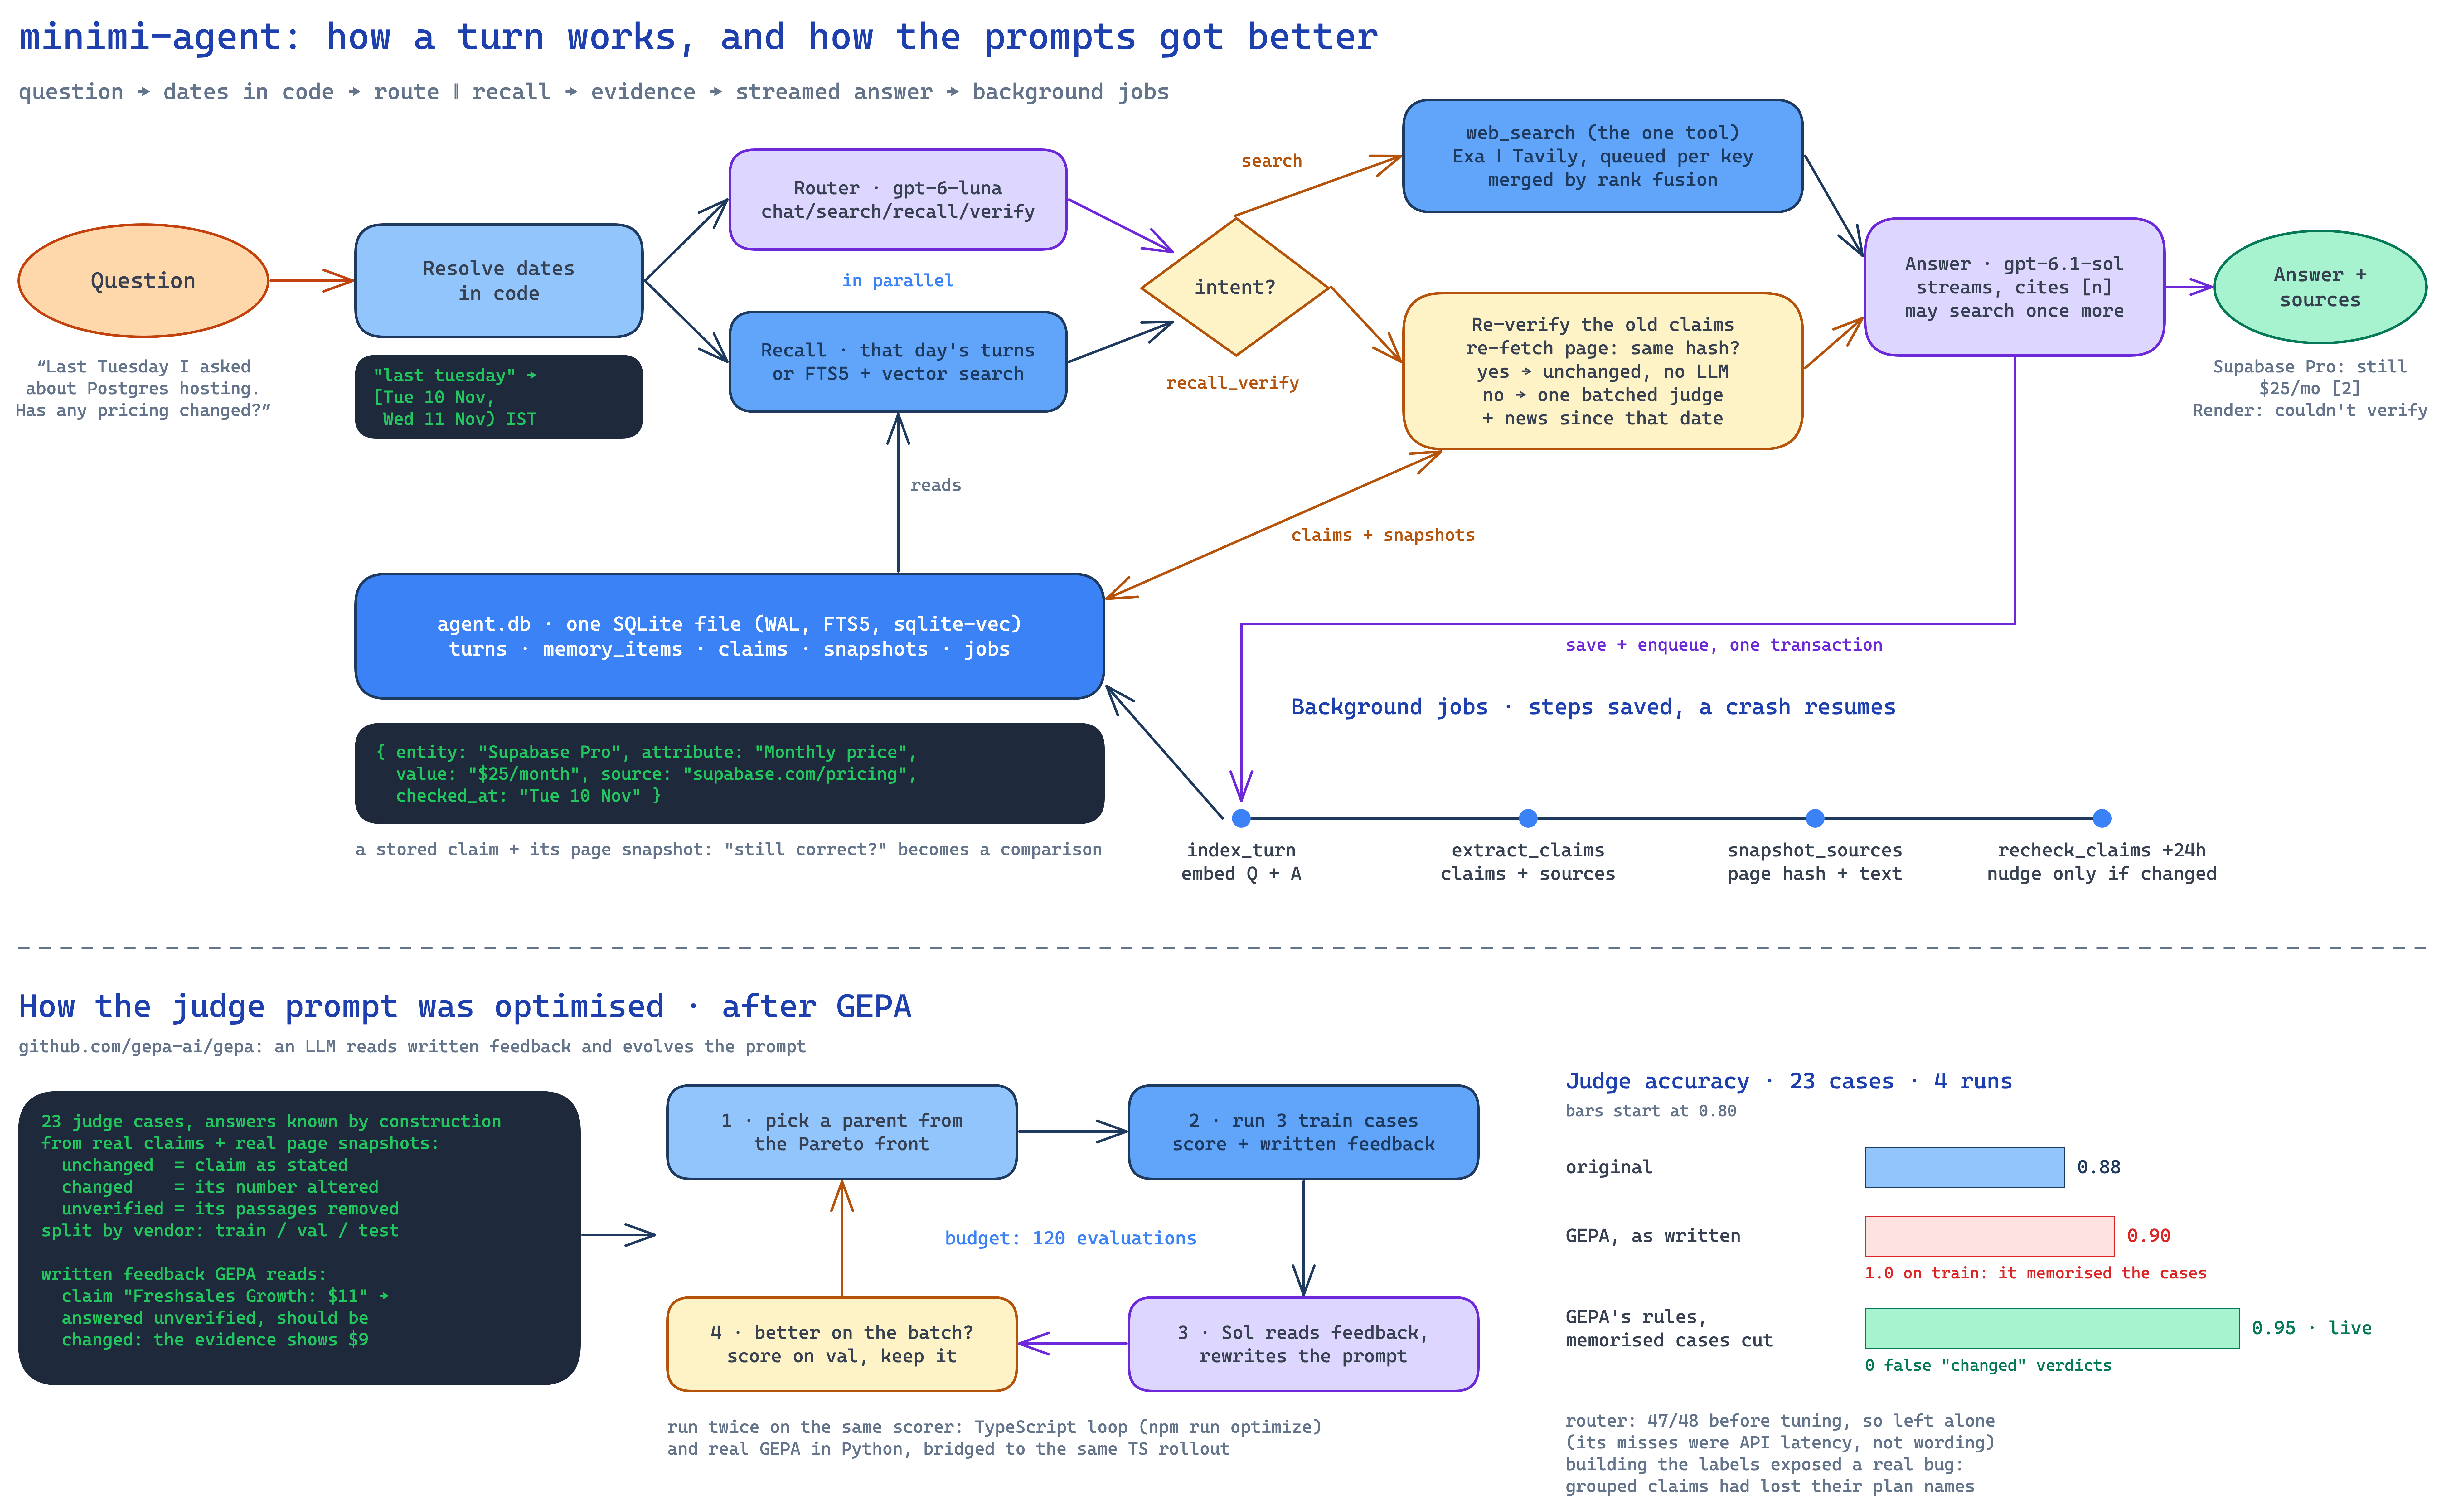 minimi-agent: how a turn works, and how the prompts got better
question → dates in code → route ∥ recall → evidence → streamed answer → background jobs
Question
“Last Tuesday I asked
about Postgres hosting.
Has any pricing changed?”
Resolve dates
in code
"last tuesday" →
[Tue 10 Nov,
Wed 11 Nov) IST
Router · gpt-6-luna
chat/search/recall/verify
in parallel
Recall · that day's turns
or FTS5 + vector search
reads
intent?
search
recall_verify
web_search (the one tool)
Exa ∥ Tavily, queued per key
merged by rank fusion
Re-verify the old claims
re-fetch page: same hash?
yes → unchanged, no LLM
no → one batched judge
+ news since that date
claims + snapshots
Answer · gpt-6.1-sol
streams, cites [n]
may search once more
Answer +
sources
Supabase Pro: still
$25/mo [2]
Render: couldn't verify
agent.db · one SQLite file (WAL, FTS5, sqlite-vec)
turns · memory_items · claims · snapshots · jobs
{ entity: "Supabase Pro", attribute: "Monthly price",
value: "$25/month", source: "supabase.com/pricing",
checked_at: "Tue 10 Nov" }
a stored claim + its page snapshot: "still correct?" becomes a comparison
save + enqueue, one transaction
Background jobs · steps saved, a crash resumes
index_turn
embed Q + A
extract_claims
claims + sources
snapshot_sources
page hash + text
recheck_claims +24h
nudge only if changed
How the judge prompt was optimised · after GEPA
github.com/gepa-ai/gepa: an LLM reads written feedback and evolves the prompt
23 judge cases, answers known by construction
from real claims + real page snapshots:
unchanged = claim as stated
changed = its number altered
unverified = its passages removed
split by vendor: train / val / test
written feedback GEPA reads:
claim "Freshsales Growth: $11" →
answered unverified, should be
changed: the evidence shows $9
1 · pick a parent from
the Pareto front
2 · run 3 train cases
score + written feedback
budget: 120 evaluations
4 · better on the batch?
score on val, keep it
3 · Sol reads feedback,
rewrites the prompt
run twice on the same scorer: TypeScript loop (npm run optimize)
and real GEPA in Python, bridged to the same TS rollout
Judge accuracy · 23 cases · 4 runs
bars start at 0.80
original
0.88
GEPA, as written
0.90
1.0 on train: it memorised the cases
GEPA's rules,
memorised cases cut
0.95 · live
0 false "changed" verdicts
router: 47/48 before tuning, so left alone
(its misses were API latency, not wording)
building the labels exposed a real bug:
grouped claims had lost their plan names